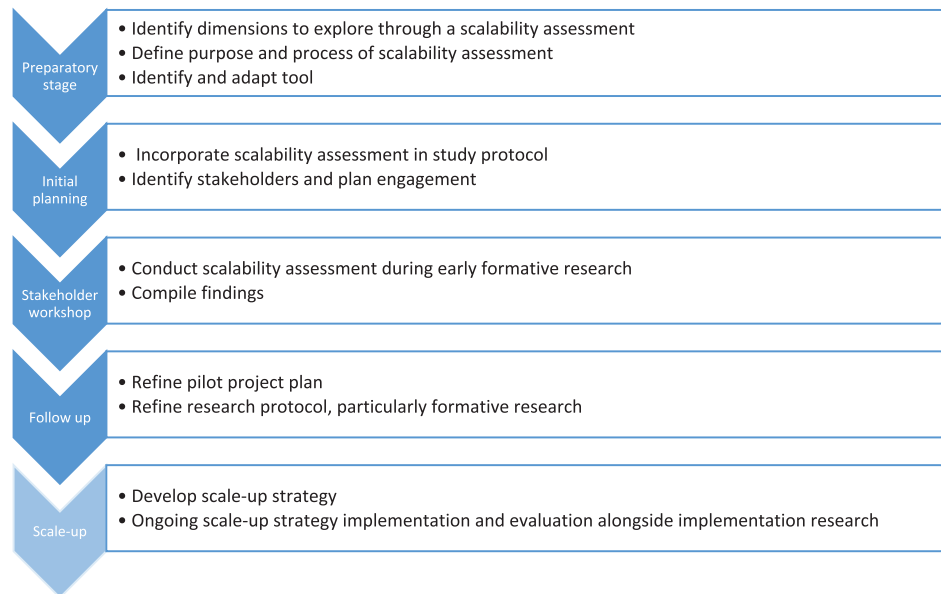 Preparatory
stage
• Identify dimensions to explore through a scalability assessment
• Define purpose and process of scalability assessment
• Identify and adapt tool
Initial
planning
• Incorporate scalability assessment in study protocol
• Identify stakeholders and plan engagement
Stakeholder
workshop
• Conduct scalability assessment during early formative research
• Compile findings
Follow up
• Refine pilot project plan
• Refine research protocol, particularly formative research
Scale-up
• Develop scale-up strategy
• Ongoing scale-up strategy implementation and evaluation alongside implementation research